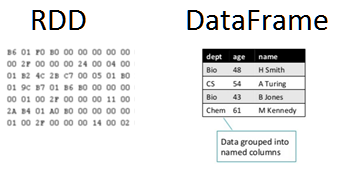 RDD
DataFrame
B6 01 F0 B0 00 00 00 00 00
00 2F 00 00 00 24 00 04 00
01 B2 4C 2B C7 00 05 01 B0
01 9C B7 01 B6 B0 00 00 00
00 01 00 2F 00 00 00 11 00
2A B4 01 A0 B0 00 00 00 00
01 00 2F 00 00 00 14 00 02
dept age name
Bio 48 H Smith
CS 54 A Turing
Bio 43 B Jones
Chem 61 M Kennedy
Data grouped into
named columns